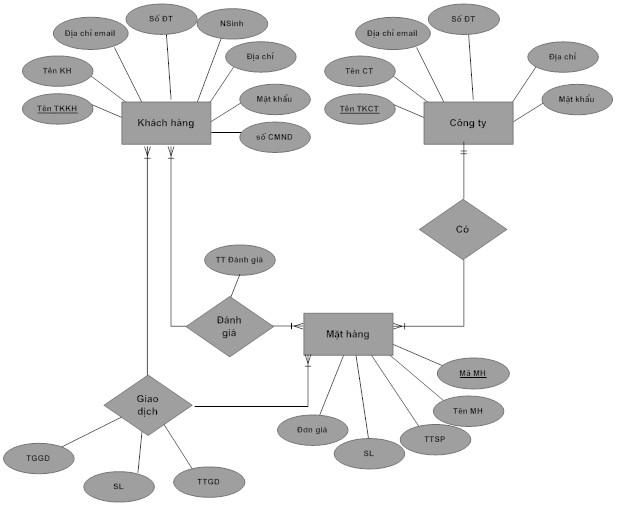 Số ĐT
NSinh
Địa chỉ email
Địa chỉ
Tên KH
Mật khẩu
Tên TKKH
Khách hàng
số CMND
Số ĐT
Địa chỉ email
Địa chỉ
Tên CT
Mật khẩu
Tên TKCT
Công ty
Có
TT Đánh giá
Đánh
giá
Mặt hàng
Mã MH
Tên MH
TTSP
SL
Đơn giá
Giao
dịch
TGGD
SL
TTGD